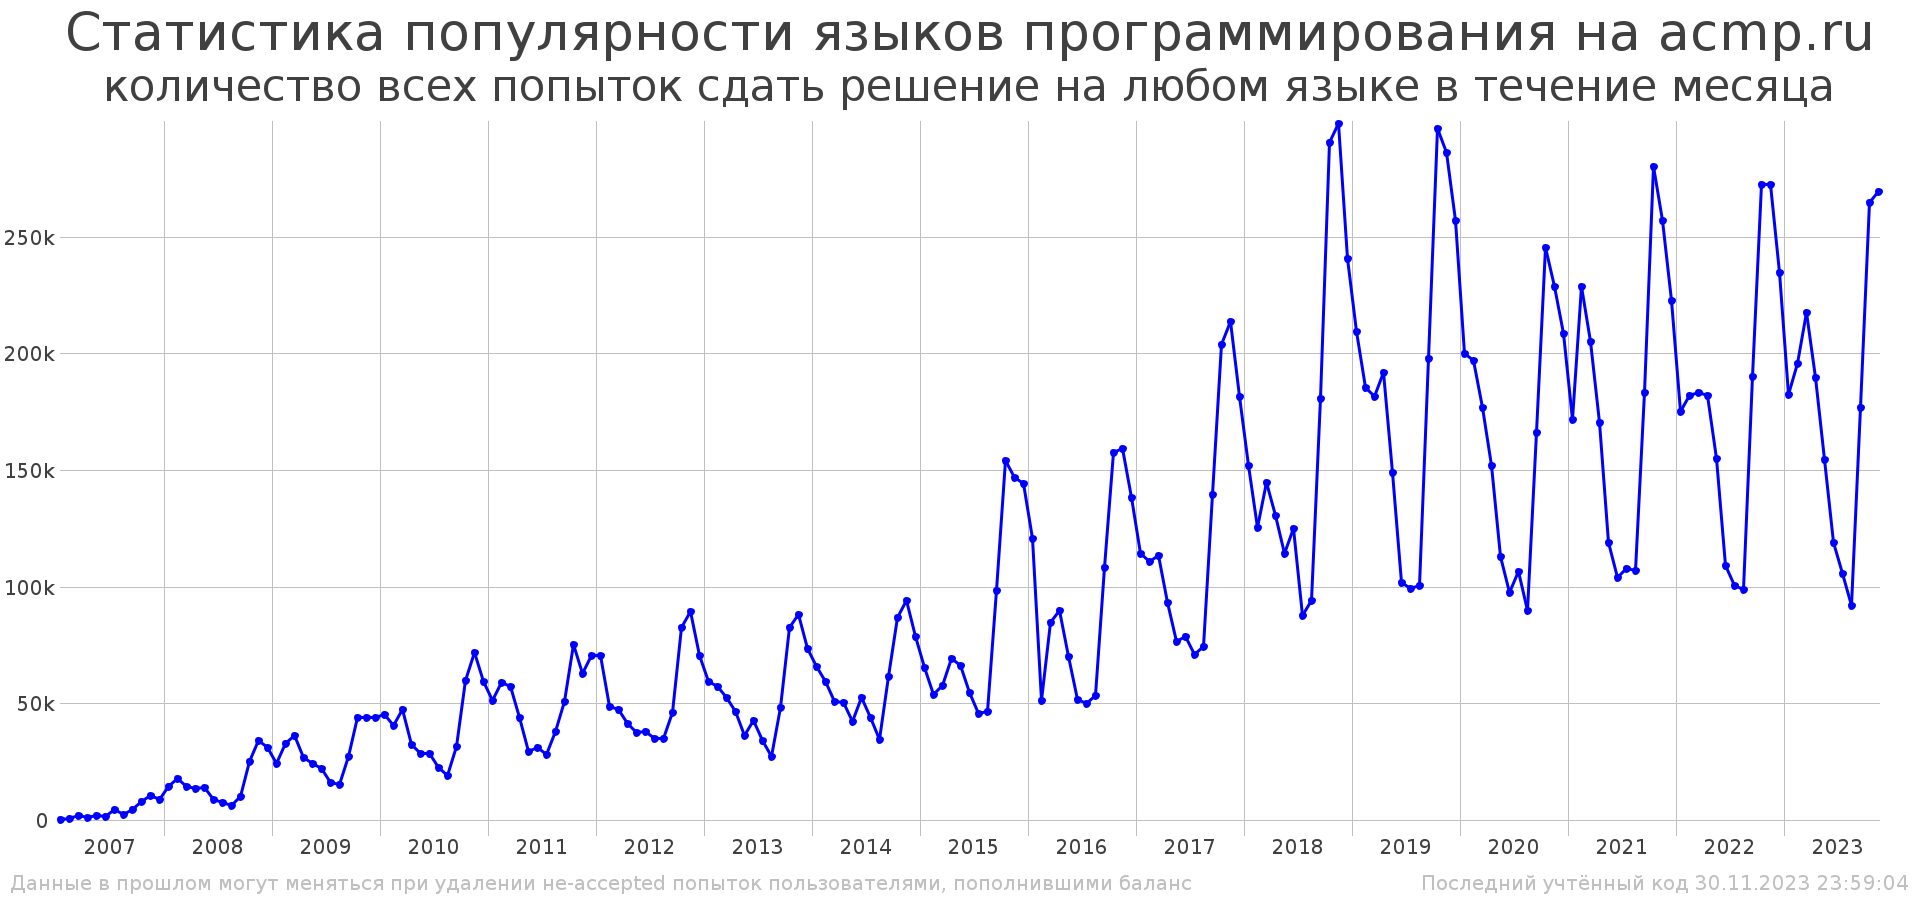 Статистика популярности языков программирования на acmp.ru
количество всех попыток сдать решение на любом языке в течение месяца
250k
200k
150k
100k
50k
0
2007 2008 2009 2010 2011 2012 2013 2014 2015 2016 2017 2018 2019 2020 2021 2022 2023
Данные в прошлом могут меняться при удалении не-accepted попыток пользователями, пополнившими баланс
Последний учтённый код 30.11.2023 23:59:04